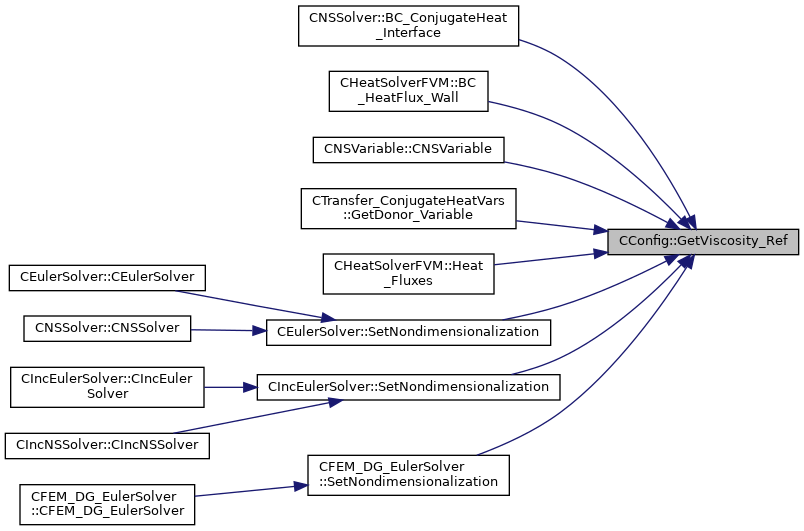 CNSSolver::BC_ConjugateHeat
_Interface
CHeatSolverFVM::BC
_HeatFlux_Wall
CNSVariable::CNSVariable
CTransfer_ConjugateHeatVars
::GetDonor_Variable
CConfig::GetViscosity_Ref
CHeatSolverFVM::Heat
_Fluxes
CEulerSolver::CEulerSolver
CNSSolver::CNSSolver
CEulerSolver::SetNondimensionalization
CIncEulerSolver::CIncEuler
Solver
CIncEulerSolver::SetNondimensionalization
CIncNSSolver::CIncNSSolver
CFEM_DG_EulerSolver
::SetNondimensionalization
CFEM_DG_EulerSolver
::CFEM_DG_EulerSolver